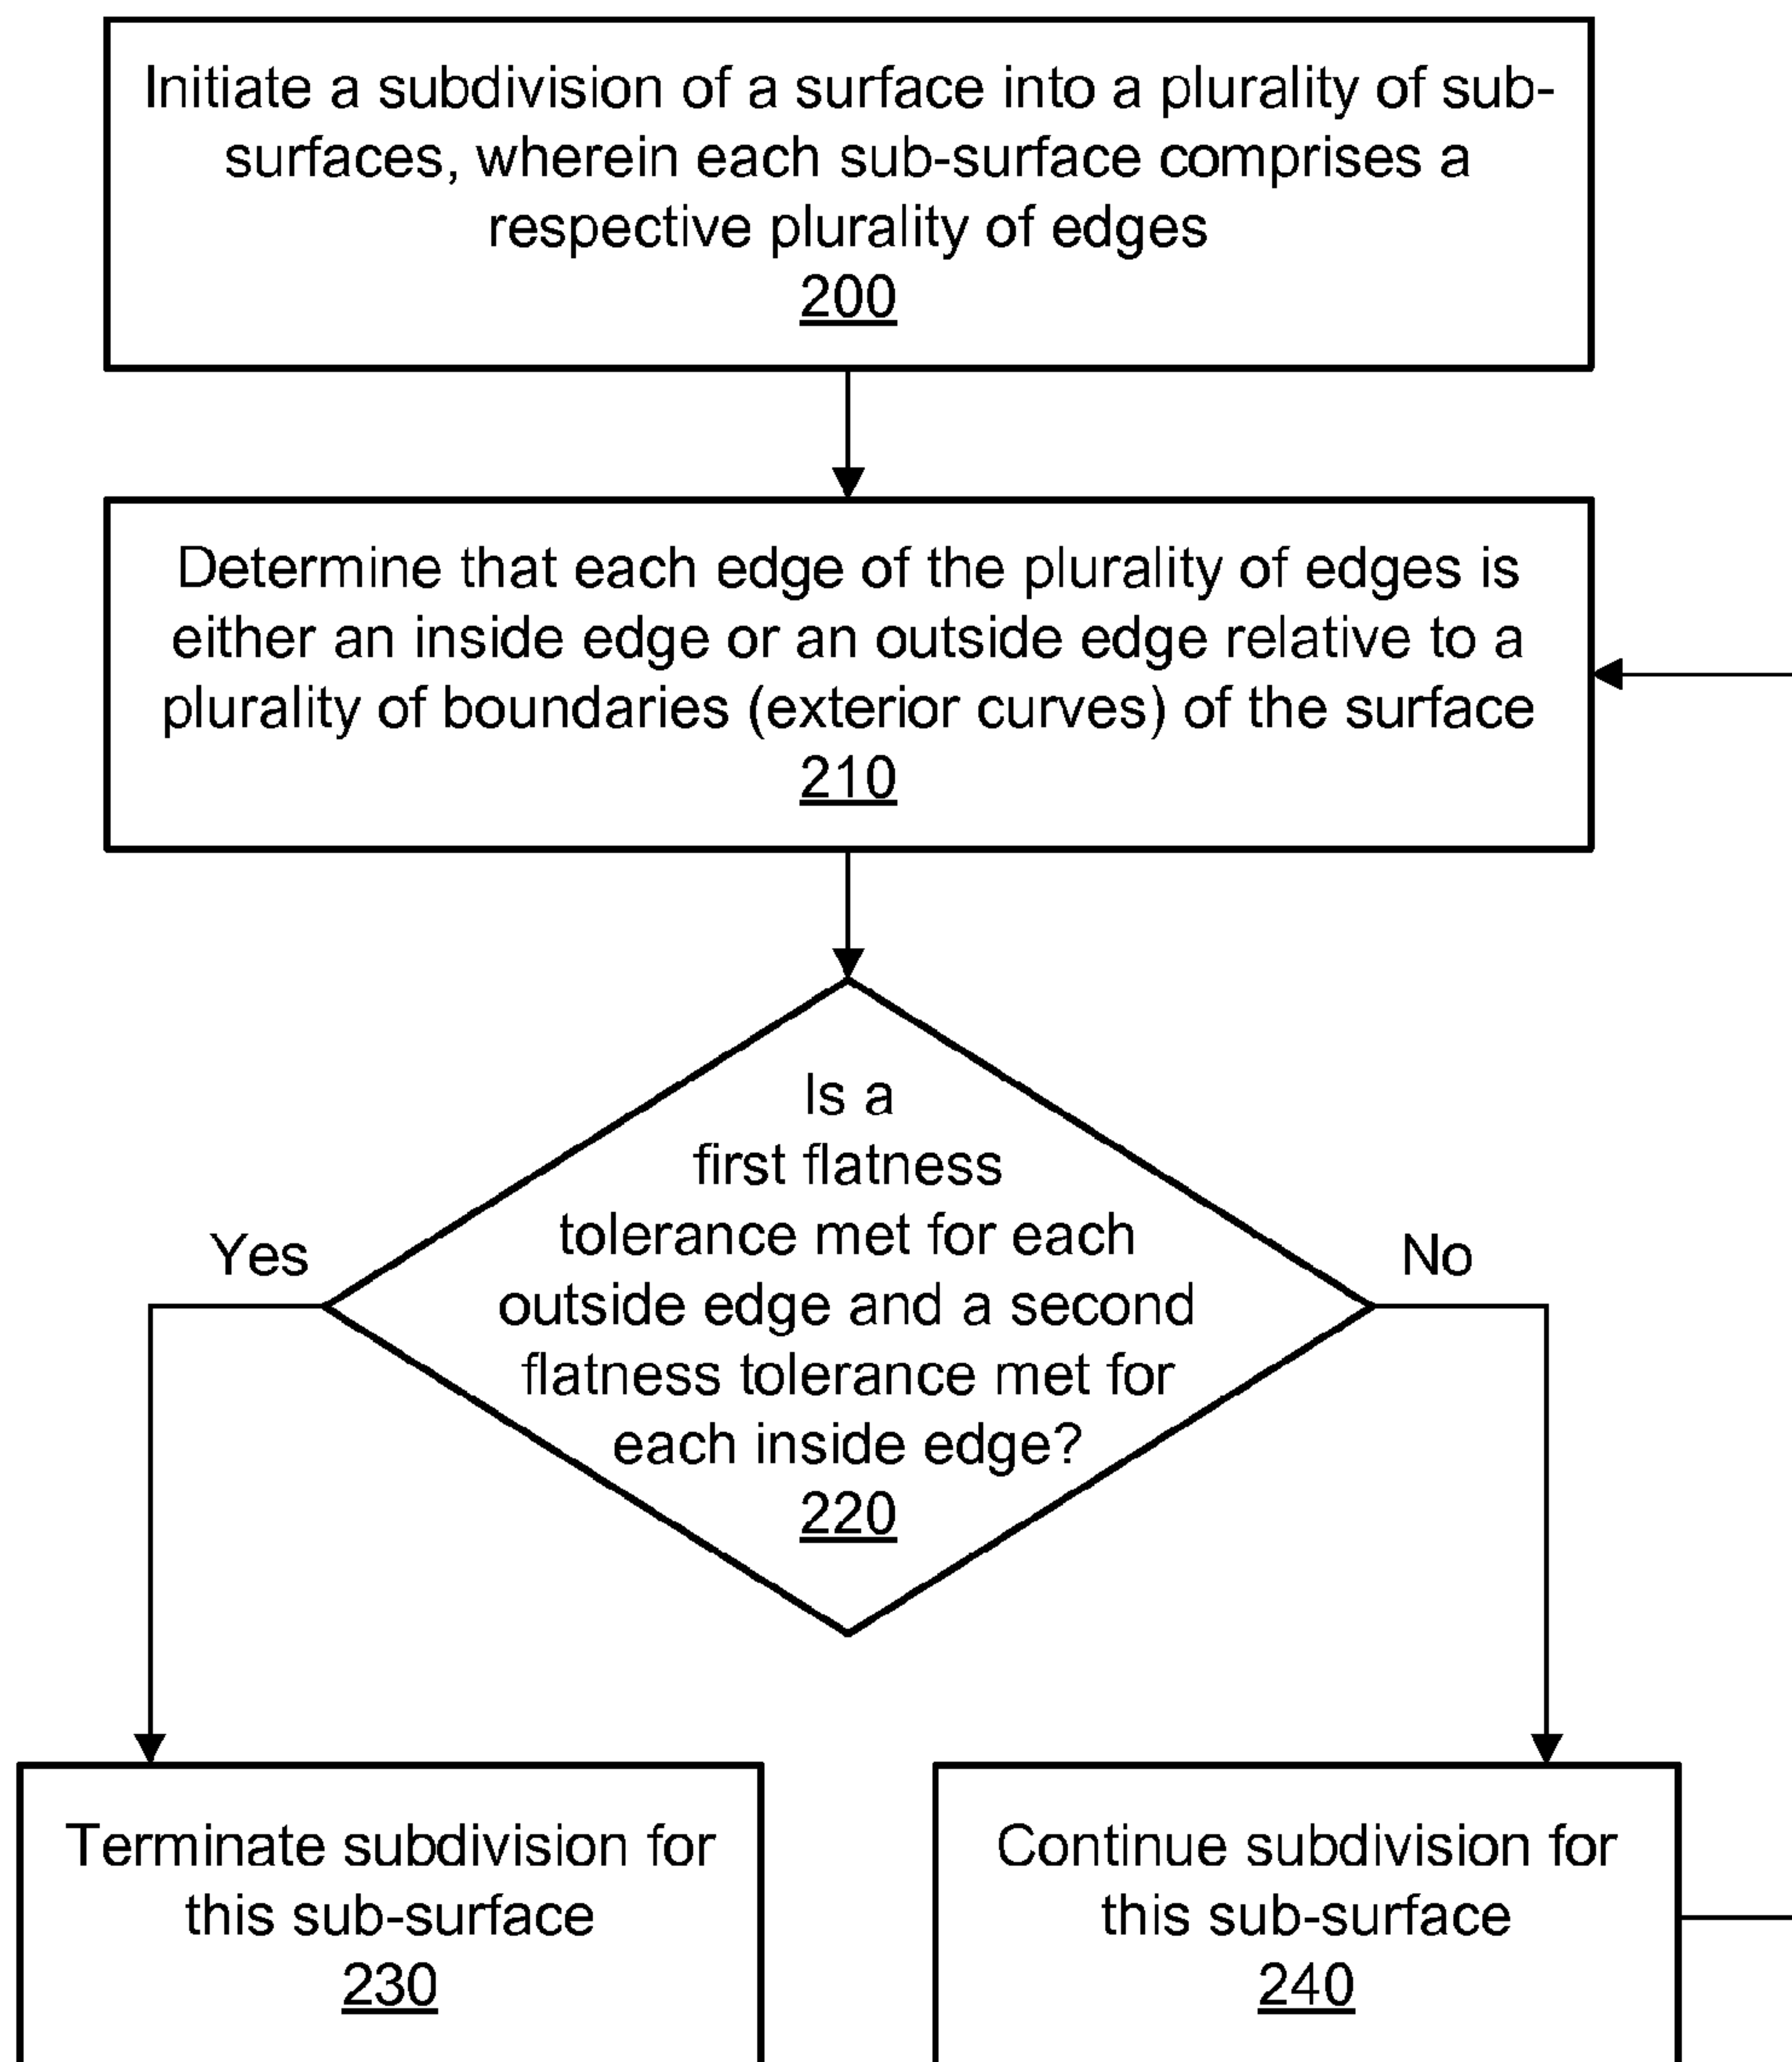 Initiate a subdivision of a surface into a plurality of sub-
surfaces, wherein each sub-surface comprises a
respective plurality of edges
200
Determine that each edge of the plurality of edges is
either an inside edge or an outside edge relative to a
plurality of boundaries (exterior curves) of the surface
210
Is a
first flatness
tolerance met for each
outside edge and a second
flatness tolerance met for
each inside edge?
220
Yes
No
Terminate subdivision for
this sub-surface
230
Continue subdivision for
this sub-surface
240